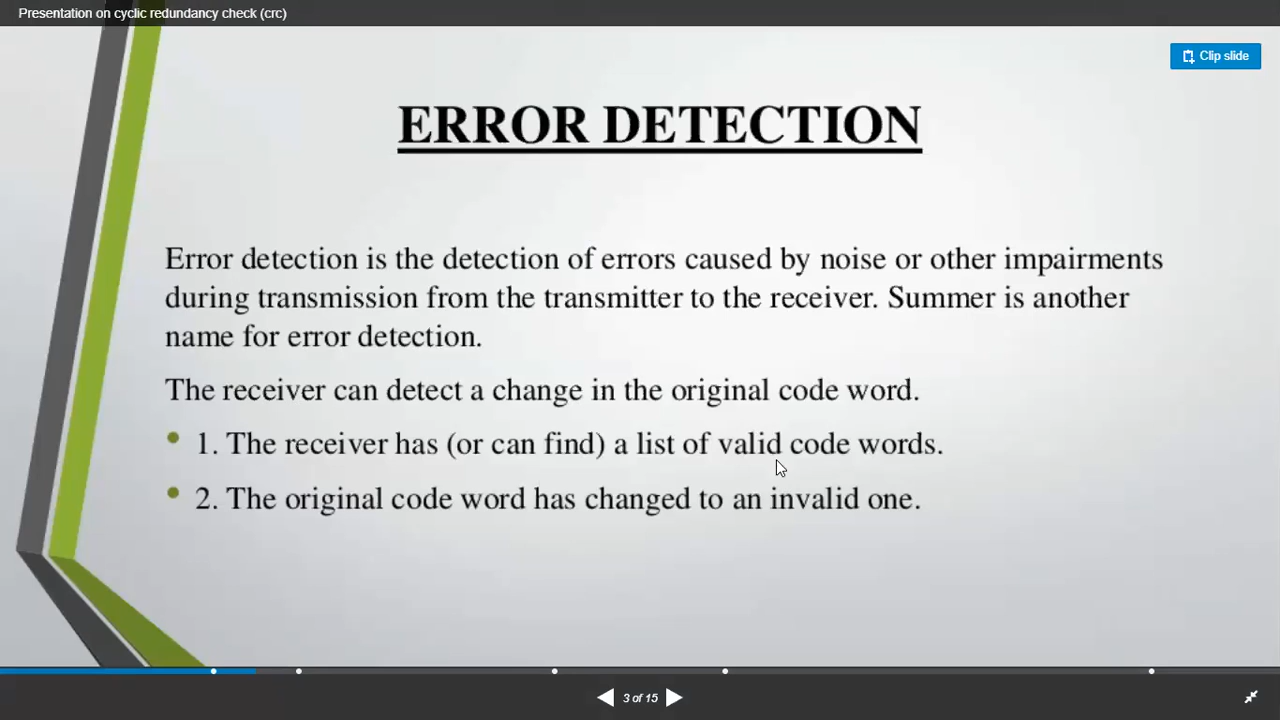 Presentation on cyclic redundancy check (crc)
Clip slide
ERROR DETECTION
Error detection is the detection of errors caused by noise or other impairments
during transmission from the transmitter to the receiver. Summer is another
name for error detection.
The receiver can detect a change in the original code word.
• 1. The receiver has (or can find) a list of valid code words.
• 2. The original code word has changed to an invalid one.
3 of 15